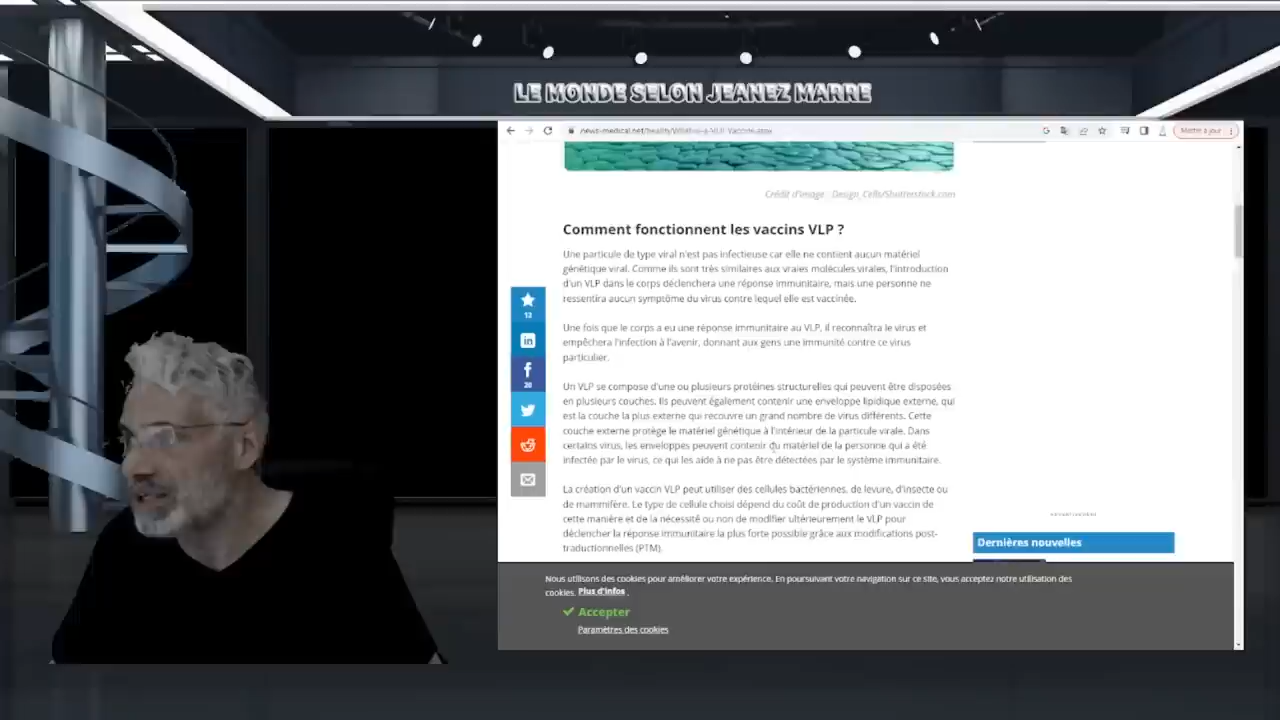 LE MONDE SELON JEANEZ MARRE
Mettre à jour
Crédit d'image : Design_Cells/Shutterstock.com
Comment fonctionnent les vaccins VLP ?
Une particule de type viral n'est pas infectieuse car elle ne contient aucun matériel
génétique viral. Comme ils sont très similaires aux vraies molécules virales, l'introduction
d'un VLP dans le corps déclenchera une réponse immunitaire, mais une personne ne
ressentira aucun symptôme du virus contre lequel elle est vaccinée.
13
Une fois que le corps a eu une réponse immunitaire au VLP, il reconnaîtra le virus et
empêchera l'infection à l'avenir, donnant aux gens une immunité contre ce virus
particulier.
20
Un VLP se compose d'une ou plusieurs protéines structurelles qui peuvent être disposées
en plusieurs couches. Ils peuvent également contenir une enveloppe lipidique externe, qui
est la couche la plus externe qui recouvre un grand nombre de virus différents. Cette
couche externe protège le matériel génétique à l'intérieur de la particule virale. Dans
certains virus, les enveloppes peuvent contenir du matériel de la personne qui a été
infectée par le virus, ce qui les aide à ne pas être détectées par le système immunitaire.
La création d'un vaccin VLP peut utiliser des cellules bactériennes, de levure, d'insecte ou
de mammifère. Le type de cellule choisi dépend du coût de production d'un vaccin de
cette manière et de la nécessité ou non de modifier ultérieurement le VLP pour
déclencher la réponse immunitaire la plus forte possible grâce aux modifications post-
traductionnelles (PTM).
Dernières nouvelles
Nous utilisons des cookies pour améliorer votre expérience. En poursuivant votre navigation sur ce site, vous acceptez notre utilisation des
cookies. Plus d'infos .
Accepter
Paramètres des cookies